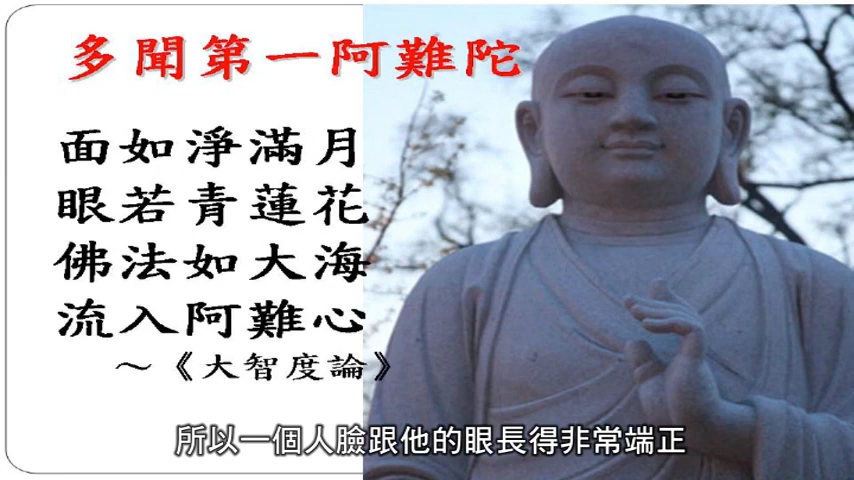 多聞第一阿難陀
面如淨滿月
眼若青蓮花
佛法如大海
流入阿難心
～《大智度論》
所以一個人臉跟他的眼長得非常端正